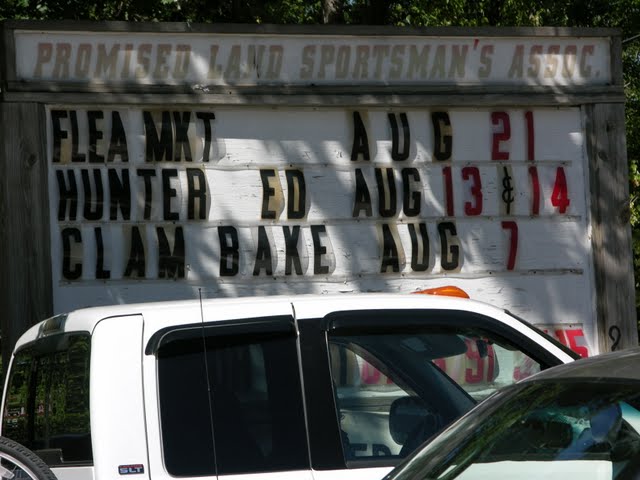 PROMISED LAND SPORTSMAN'S ASSOC.
FLEA MKT AUG 21
HUNTER ED AUG 13 & 14
CLAM BAKE AUG 7
SLT